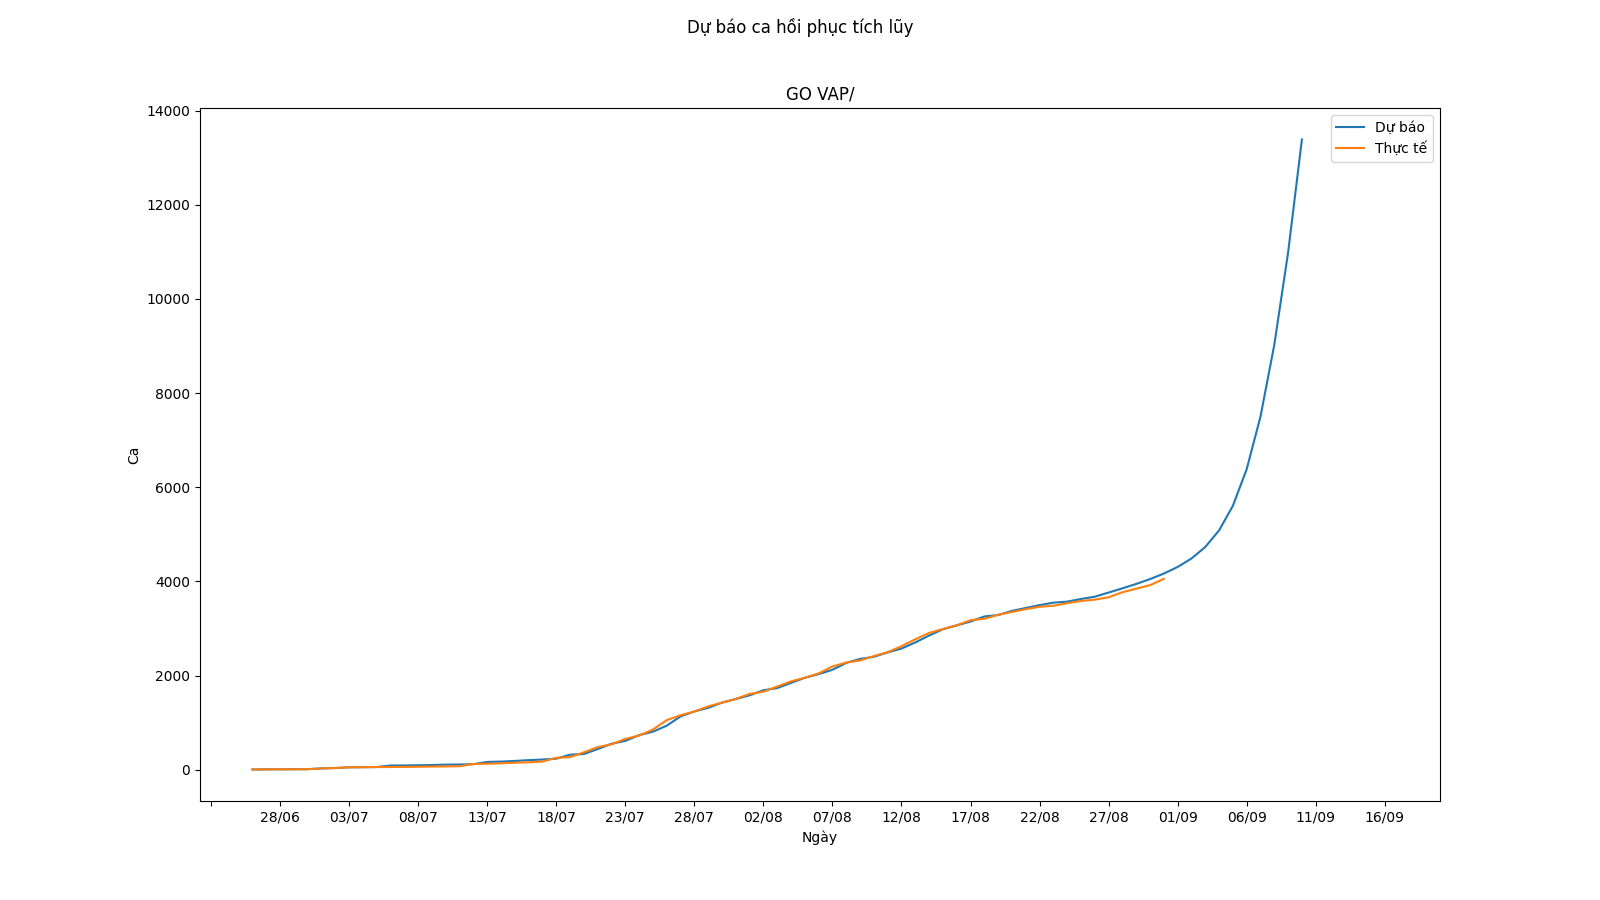 Dự báo ca hồi phục tích lũy
GO VAP/
14000
12000
10000
8000
6000
4000
2000
0
Ca
Dự báo
Thực tế
28/06 03/07 08/07 13/07 18/07 23/07 28/07 02/08 07/08 12/08 17/08 22/08 27/08 01/09 06/09 11/09 16/09
Ngày